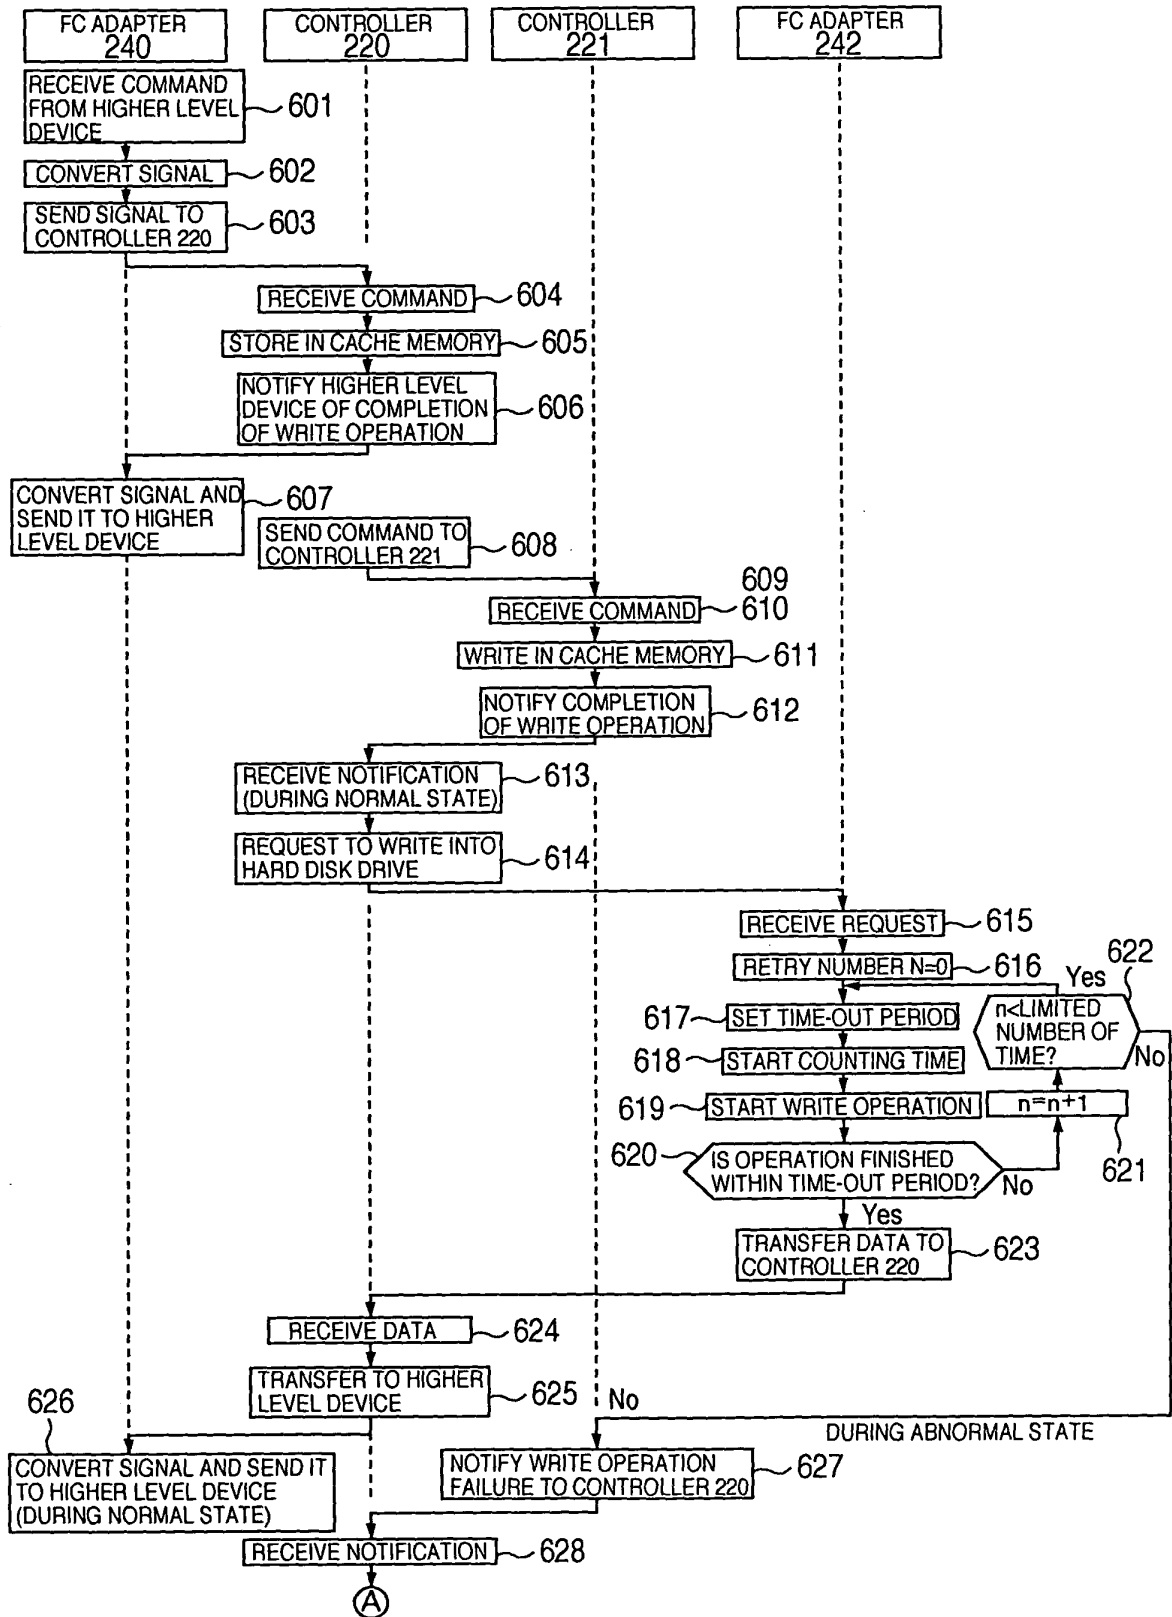 FC ADAPTER
240
CONTROLLER
220
CONTROLLER
221
FC ADAPTER
242
RECEIVE COMMAND
FROM HIGHER LEVEL
DEVICE
601
CONVERT SIGNAL
602
SEND SIGNAL TO
CONTROLLER 220
603
RECEIVE COMMAND
604
STORE IN CACHE MEMORY
605
NOTIFY HIGHER LEVEL
DEVICE OF COMPLETION
OF WRITE OPERATION
606
CONVERT SIGNAL AND
SEND IT TO HIGHER
LEVEL DEVICE
607
SEND COMMAND TO
CONTROLLER 221
608
609
RECEIVE COMMAND
610
WRITE IN CACHE MEMORY
611
NOTIFY COMPLETION
OF WRITE OPERATION
612
RECEIVE NOTIFICATION
(DURING NORMAL STATE)
613
REQUEST TO WRITE INTO
HARD DISK DRIVE
614
RECEIVE REQUEST
615
RETRY NUMBER N=0
616
Yes
622
617
SET TIME-OUT PERIOD
n<LIMITED
NUMBER OF
TIME?
No
618
START COUNTING TIME
619
START WRITE OPERATION
n=n+1
621
620
IS OPERATION FINISHED
WITHIN TIME-OUT PERIOD?
No
Yes
TRANSFER DATA TO
CONTROLLER 220
623
RECEIVE DATA
624
TRANSFER TO HIGHER
LEVEL DEVICE
625
No
DURING ABNORMAL STATE
626
CONVERT SIGNAL AND SEND IT
TO HIGHER LEVEL DEVICE
(DURING NORMAL STATE)
NOTIFY WRITE OPERATION
FAILURE TO CONTROLLER 220
627
RECEIVE NOTIFICATION
628
A